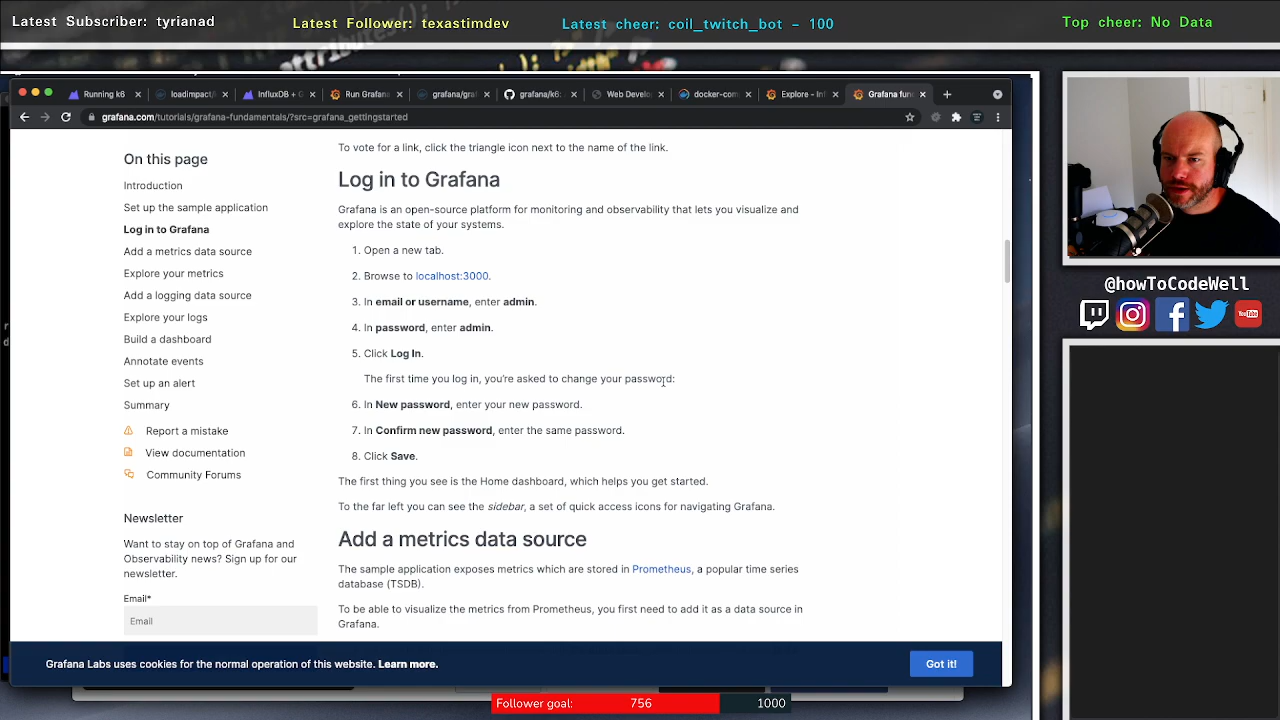 Latest Subscriber: tyrianad
Latest Follower: texastimdev
Latest cheer: coil_twitch_bot - 100
Top cheer: No Data
Running k6
loadimpact/
InfluxDB + G
Run Grafana
grafana/graf
grafana/k6:
Web Develo
docker-com
Explore - Inf
Grafana fun
grafana.com/tutorials/grafana-fundamentals/?src=grafana_gettingstarted
On this page
Introduction
Set up the sample application
Log in to Grafana
Add a metrics data source
Explore your metrics
Add a logging data source
Explore your logs
Build a dashboard
Annotate events
Set up an alert
Summary
Report a mistake
View documentation
Community Forums
Newsletter
Want to stay on top of Grafana and
Observability news? Sign up for our
newsletter.
Email*
Email
To vote for a link, click the triangle icon next to the name of the link.
Log in to Grafana
Grafana is an open-source platform for monitoring and observability that lets you visualize and
explore the state of your systems.
1. Open a new tab.
2. Browse to localhost:3000.
3. In email or username, enter admin.
4. In password, enter admin.
5. Click Log In.
The first time you log in, you're asked to change your password:
6. In New password, enter your new password.
7. In Confirm new password, enter the same password.
8. Click Save.
The first thing you see is the Home dashboard, which helps you get started.
To the far left you can see the sidebar, a set of quick access icons for navigating Grafana.
Add a metrics data source
The sample application exposes metrics which are stored in Prometheus, a popular time series
database (TSDB).
To be able to visualize the metrics from Prometheus, you first need to add it as a data source in
Grafana.
Grafana Labs uses cookies for the normal operation of this website. Learn more.
Got it!
@howToCodeWell
You Tube
Follower goal: 756 1000